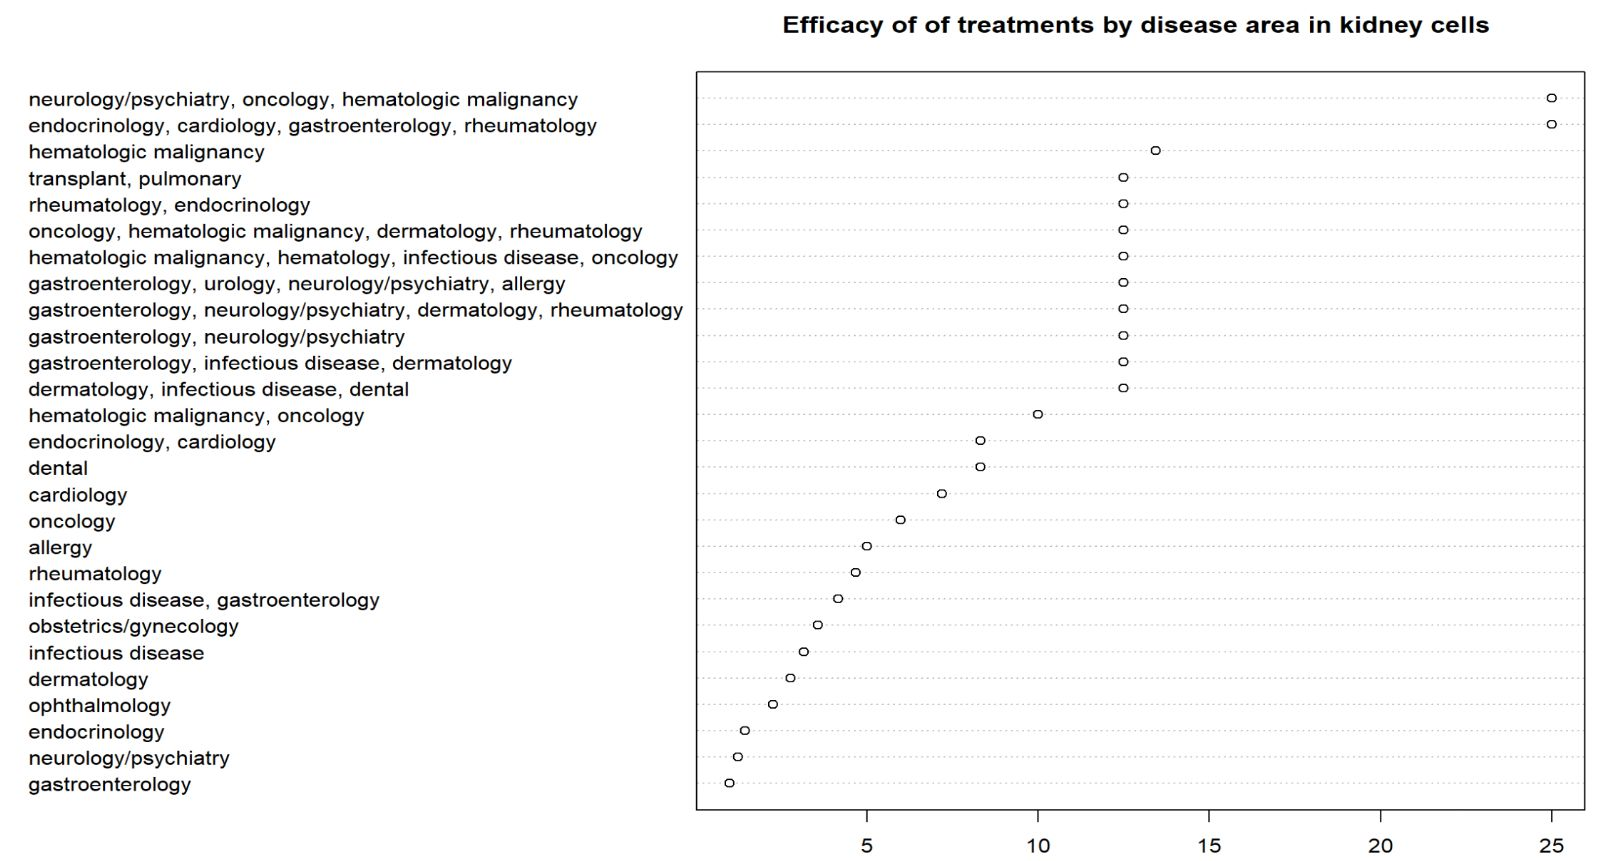 Efficacy of of treatments by disease area in kidney cells
neurology/psychiatry, oncology, hematologic malignancy
endocrinology, cardiology, gastroenterology, rheumatology
hematologic malignancy
transplant, pulmonary
rheumatology, endocrinology
oncology, hematologic malignancy, dermatology, rheumatology
hematologic malignancy, hematology, infectious disease, oncology
gastroenterology, urology, neurology/psychiatry, allergy
gastroenterology, neurology/psychiatry, dermatology, rheumatology
gastroenterology, neurology/psychiatry
gastroenterology, infectious disease, dermatology
dermatology, infectious disease, dental
hematologic malignancy, oncology
endocrinology, cardiology
dental
cardiology
oncology
allergy
rheumatology
infectious disease, gastroenterology
obstetrics/gynecology
infectious disease
dermatology
ophthalmology
endocrinology
neurology/psychiatry
gastroenterology
5 10 15 20 25